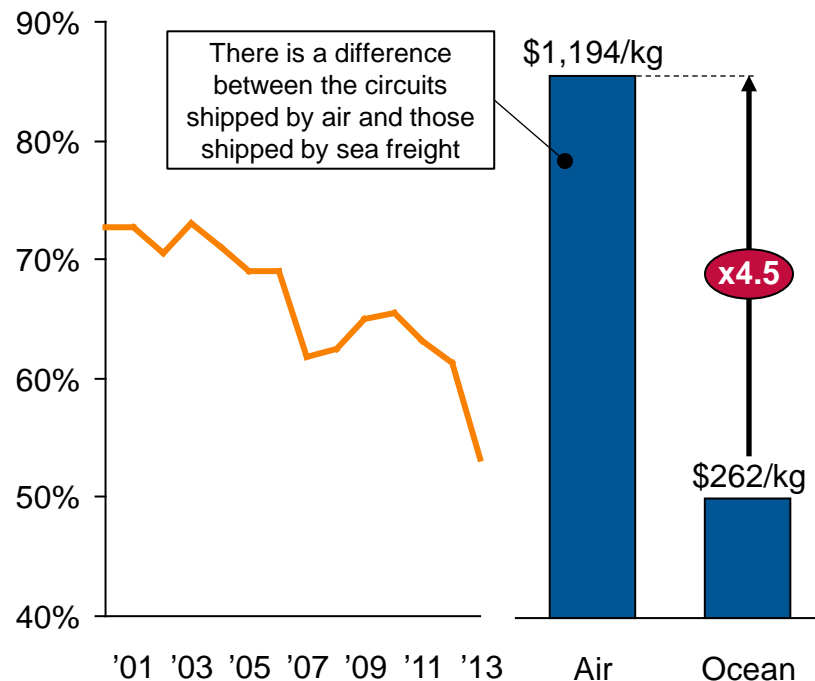 90%
80%
70%
60%
50%
40%
’01 ’03 ’05 ’07 ’09 ’11 ’13
There is a difference
between the circuits
shipped by air and those
shipped by sea freight
$1,194/kg
x4.5
$262/kg
Air Ocean